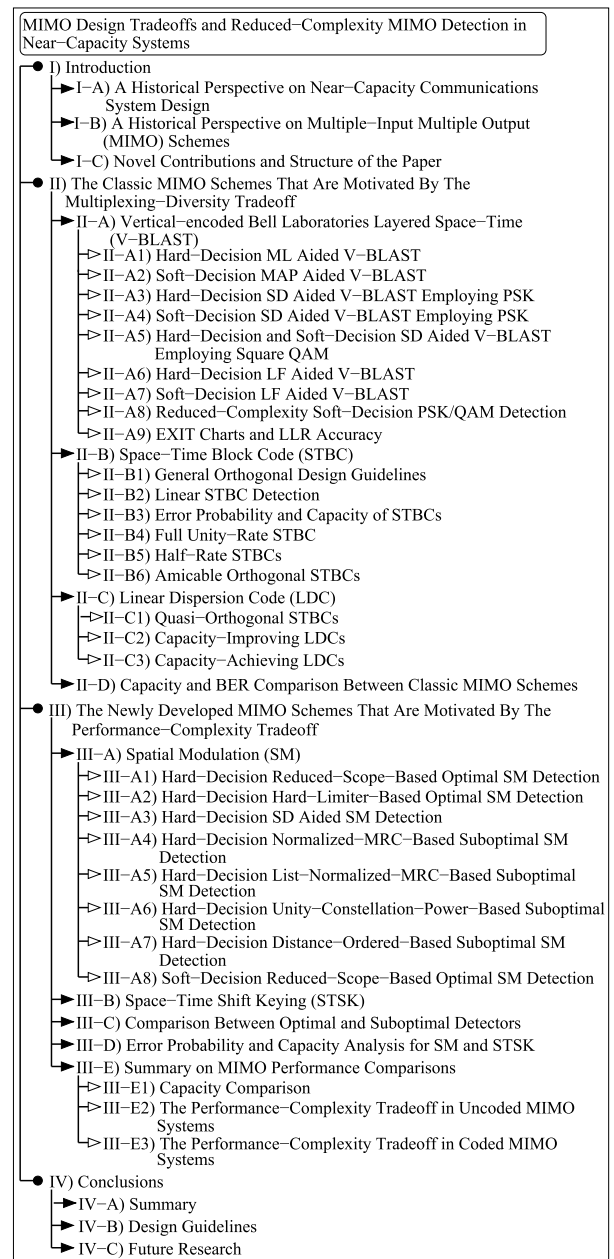 MIMO Design Tradeoffs and Reduced−Complexity MIMO Detection in
Near−Capacity Systems
I) Introduction
I−A) A Historical Perspective on Near−Capacity Communications
System Design
I−B) A Historical Perspective on Multiple−Input Multiple Output
(MIMO) Schemes
I−C) Novel Contributions and Structure of the Paper
II) The Classic MIMO Schemes That Are Motivated By The
Multiplexing−Diversity Tradeoff
II−A) Vertical−encoded Bell Laboratories Layered Space−Time
(V−BLAST)
II−A1) Hard−Decision ML Aided V−BLAST
II−A2) Soft−Decision MAP Aided V−BLAST
II−A3) Hard−Decision SD Aided V−BLAST Employing PSK
II−A4) Soft−Decision SD Aided V−BLAST Employing PSK
II−A5) Hard−Decision and Soft−Decision SD Aided V−BLAST
Employing Square QAM
II−A6) Hard−Decision LF Aided V−BLAST
II−A7) Soft−Decision LF Aided V−BLAST
II−A8) Reduced−Complexity Soft−Decision PSK/QAM Detection
II−A9) EXIT Charts and LLR Accuracy
II−B) Space−Time Block Code (STBC)
II−B1) General Orthogonal Design Guidelines
II−B2) Linear STBC Detection
II−B3) Error Probability and Capacity of STBCs
II−B4) Full Unity−Rate STBC
II−B5) Half−Rate STBCs
II−B6) Amicable Orthogonal STBCs
II−C) Linear Dispersion Code (LDC)
II−C1) Quasi−Orthogonal STBCs
II−C2) Capacity−Improving LDCs
II−C3) Capacity−Achieving LDCs
II−D) Capacity and BER Comparison Between Classic MIMO Schemes
III) The Newly Developed MIMO Schemes That Are Motivated By The
Performance−Complexity Tradeoff
III−A) Spatial Modulation (SM)
III−A1) Hard−Decision Reduced−Scope−Based Optimal SM Detection
III−A2) Hard−Decision Hard−Limiter−Based Optimal SM Detection
III−A3) Hard−Decision SD Aided SM Detection
III−A4) Hard−Decision Normalized−MRC−Based Suboptimal SM
Detection
III−A5) Hard−Decision List−Normalized−MRC−Based Suboptimal
SM Detection
III−A6) Hard−Decision Unity−Constellation−Power−Based Suboptimal
SM Detection
III−A7) Hard−Decision Distance−Ordered−Based Suboptimal SM
Detection
III−A8) Soft−Decision Reduced−Scope−Based Optimal SM Detection
III−B) Space−Time Shift Keying (STSK)
III−C) Comparison Between Optimal and Suboptimal Detectors
III−D) Error Probability and Capacity Analysis for SM and STSK
III−E) Summary on MIMO Performance Comparisons
III−E1) Capacity Comparison
III−E2) The Performance−Complexity Tradeoff in Uncoded MIMO
Systems
III−E3) The Performance−Complexity Tradeoff in Coded MIMO
Systems
IV) Conclusions
IV−A) Summary
IV−B) Design Guidelines
IV−C) Future Research